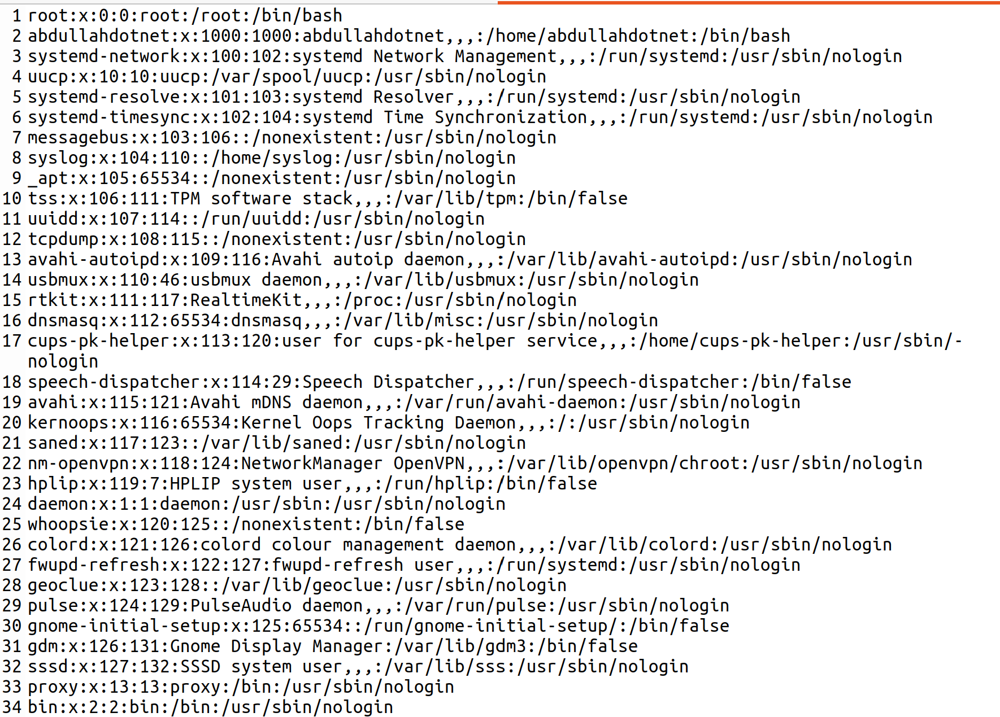 1 root:x:0:0:root:/root:/bin/bash
2 abdullahdotnet:x:1000:1000:abdullahdotnet,,,:/home/abdullahdotnet:/bin/bash
3 systemd-network:x:100:102:systemd Network Management,,,:/run/systemd:/usr/sbin/nologin
4 uucp:x:10:10:uucp:/var/spool/uucp:/usr/sbin/nologin
5 systemd-resolve:x:101:103:systemd Resolver,,,:/run/systemd:/usr/sbin/nologin
6 systemd-timesync:x:102:104:systemd Time Synchronization,,,:/run/systemd:/usr/sbin/nologin
7 messagebus:x:103:106::/nonexistent:/usr/sbin/nologin
8 syslog:x:104:110::/home/syslog:/usr/sbin/nologin
9 _apt:x:105:65534::/nonexistent:/usr/sbin/nologin
10 tss:x:106:111:TPM software stack,,,:/var/lib/tpm:/bin/false
11 uuidd:x:107:114::/run/uuidd:/usr/sbin/nologin
12 tcpdump:x:108:115::/nonexistent:/usr/sbin/nologin
13 avahi-autoipd:x:109:116:Avahi autoip daemon,,,:/var/lib/avahi-autoipd:/usr/sbin/nologin
14 usbmux:x:110:46:usbmux daemon,,,:/var/lib/usbmux:/usr/sbin/nologin
15 rtkit:x:111:117:RealtimeKit,,,:/proc:/usr/sbin/nologin
16 dnsmasq:x:112:65534:dnsmasq,,,:/var/lib/misc:/usr/sbin/nologin
17 cups-pk-helper:x:113:120:user for cups-pk-helper service,,,:/home/cups-pk-helper:/usr/sbin/-
nologin
18 speech-dispatcher:x:114:29:Speech Dispatcher,,,:/run/speech-dispatcher:/bin/false
19 avahi:x:115:121:Avahi mDNS daemon,,,:/var/run/avahi-daemon:/usr/sbin/nologin
20 kernoops:x:116:65534:Kernel Oops Tracking Daemon,,,:/:/usr/sbin/nologin
21 saned:x:117:123::/var/lib/saned:/usr/sbin/nologin
22 nm-openvpn:x:118:124:NetworkManager OpenVPN,,,:/var/lib/openvpn/chroot:/usr/sbin/nologin
23 hplip:x:119:7:HPLIP system user,,,:/run/hplip:/bin/false
24 daemon:x:1:1:daemon:/usr/sbin:/usr/sbin/nologin
25 whoopsie:x:120:125::/nonexistent:/bin/false
26 colord:x:121:126:colord colour management daemon,,,:/var/lib/colord:/usr/sbin/nologin
27 fwupd-refresh:x:122:127:fwupd-refresh user,,,:/run/systemd:/usr/sbin/nologin
28 geoclue:x:123:128::/var/lib/geoclue:/usr/sbin/nologin
29 pulse:x:124:129:PulseAudio daemon,,,:/var/run/pulse:/usr/sbin/nologin
30 gnome-initial-setup:x:125:65534::/run/gnome-initial-setup/:/bin/false
31 gdm:x:126:131:Gnome Display Manager:/var/lib/gdm3:/bin/false
32 sssd:x:127:132:SSSD system user,,,:/var/lib/sss:/usr/sbin/nologin
33 proxy:x:13:13:proxy:/bin:/usr/sbin/nologin
34 bin:x:2:2:bin:/bin:/usr/sbin/nologin